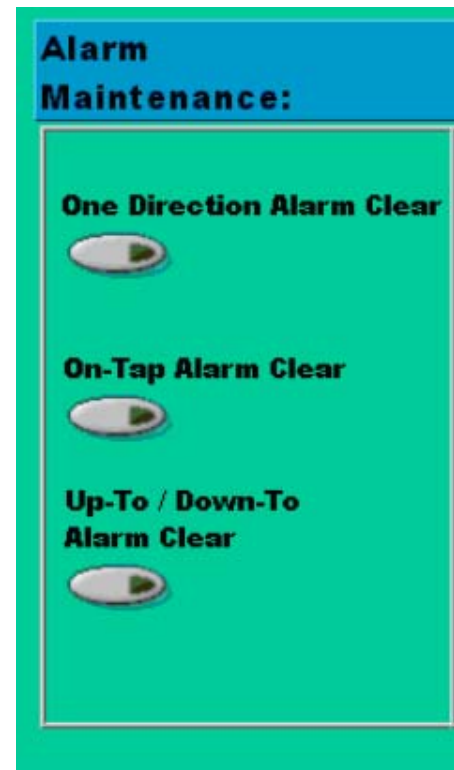 Alarm
Maintenance:
One Direction Alarm Clear
On-Tap Alarm Clear
Up-To / Down-To
Alarm Clear